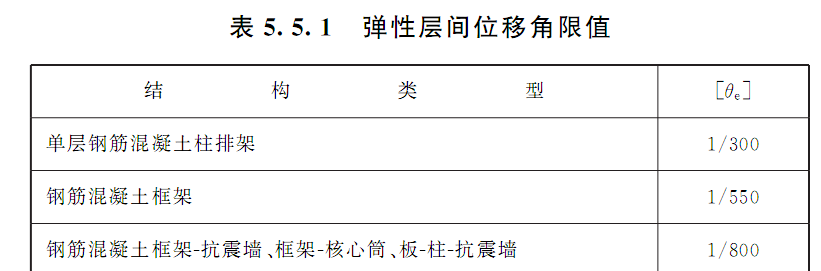 表 5. 5. 1 弹性层间位移角限值
结 构 类 型 [θe]
单层钢筋混凝土柱排架 1/300
钢筋混凝土框架 1/550
钢筋混凝土框架-抗震墙、框架-核心筒、板-柱-抗震墙 1/800